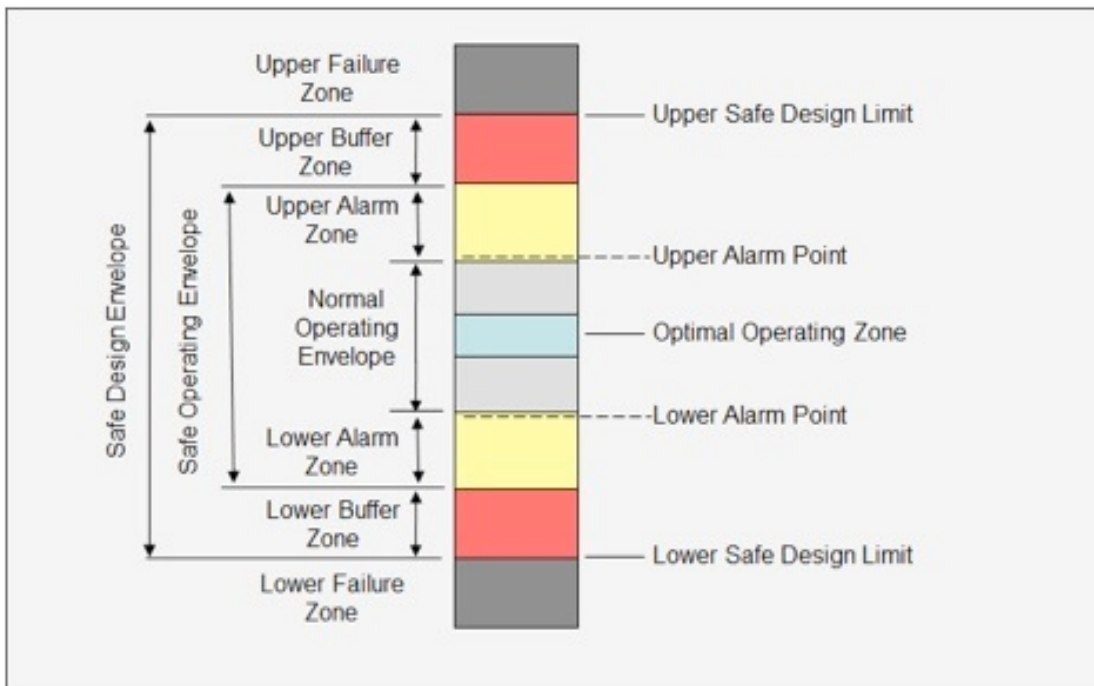 Upper Failure
Zone
Upper Safe Design Limit
Upper Buffer
Zone
Upper Alarm
Zone
Upper Alarm Point
Safe Design Envelope
Safe Operating Envelope
Normal
Operating
Envelope
Optimal Operating Zone
Lower Alarm Point
Lower Alarm
Zone
Lower Buffer
Zone
Lower Safe Design Limit
Lower Failure
Zone